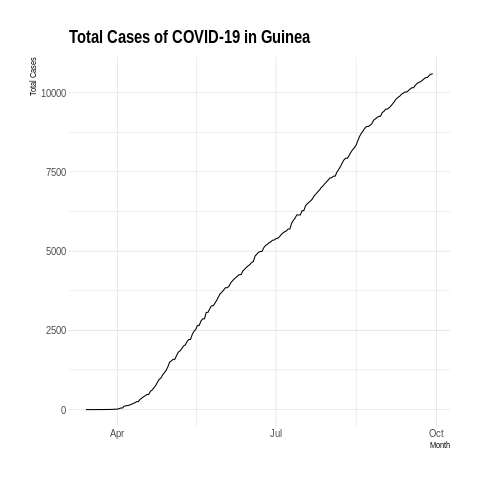 Total Cases of COVID-19 in Guinea
Total Cases
10000
7500
5000
2500
0
Apr
Jul
Oct
Month